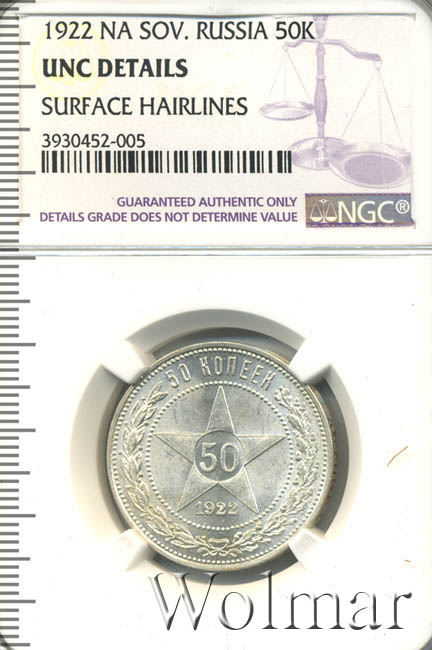 1922 NA SOV. RUSSIA 50K
UNC DETAILS
SURFACE HAIRLINES
3930452-005
GUARANTEED AUTHENTIC ONLY
DETAILS GRADE DOES NOT DETERMINE VALUE
NGC®
50 КОПЕЕК
50
1922
Wolmar